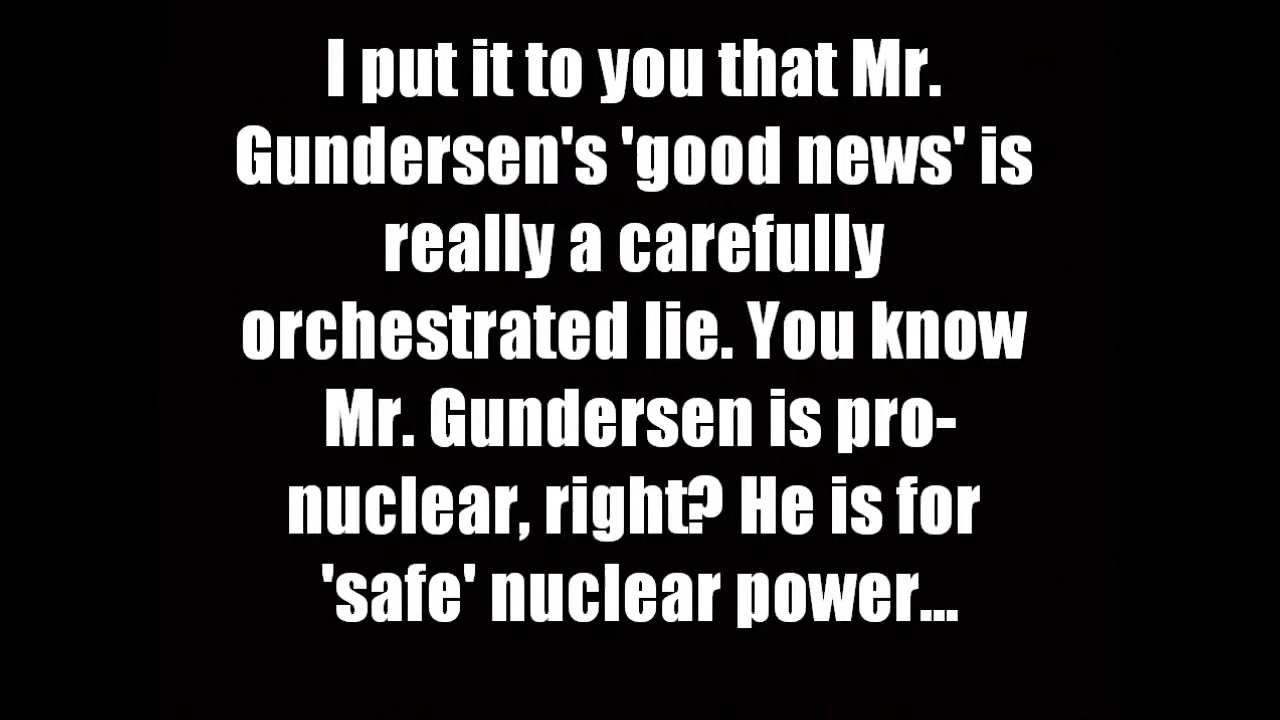 I put it to you that Mr.
Gundersen's 'good news' is
really a carefully
orchestrated lie. You know
Mr. Gundersen is pro-
nuclear, right? He is for
'safe' nuclear power...